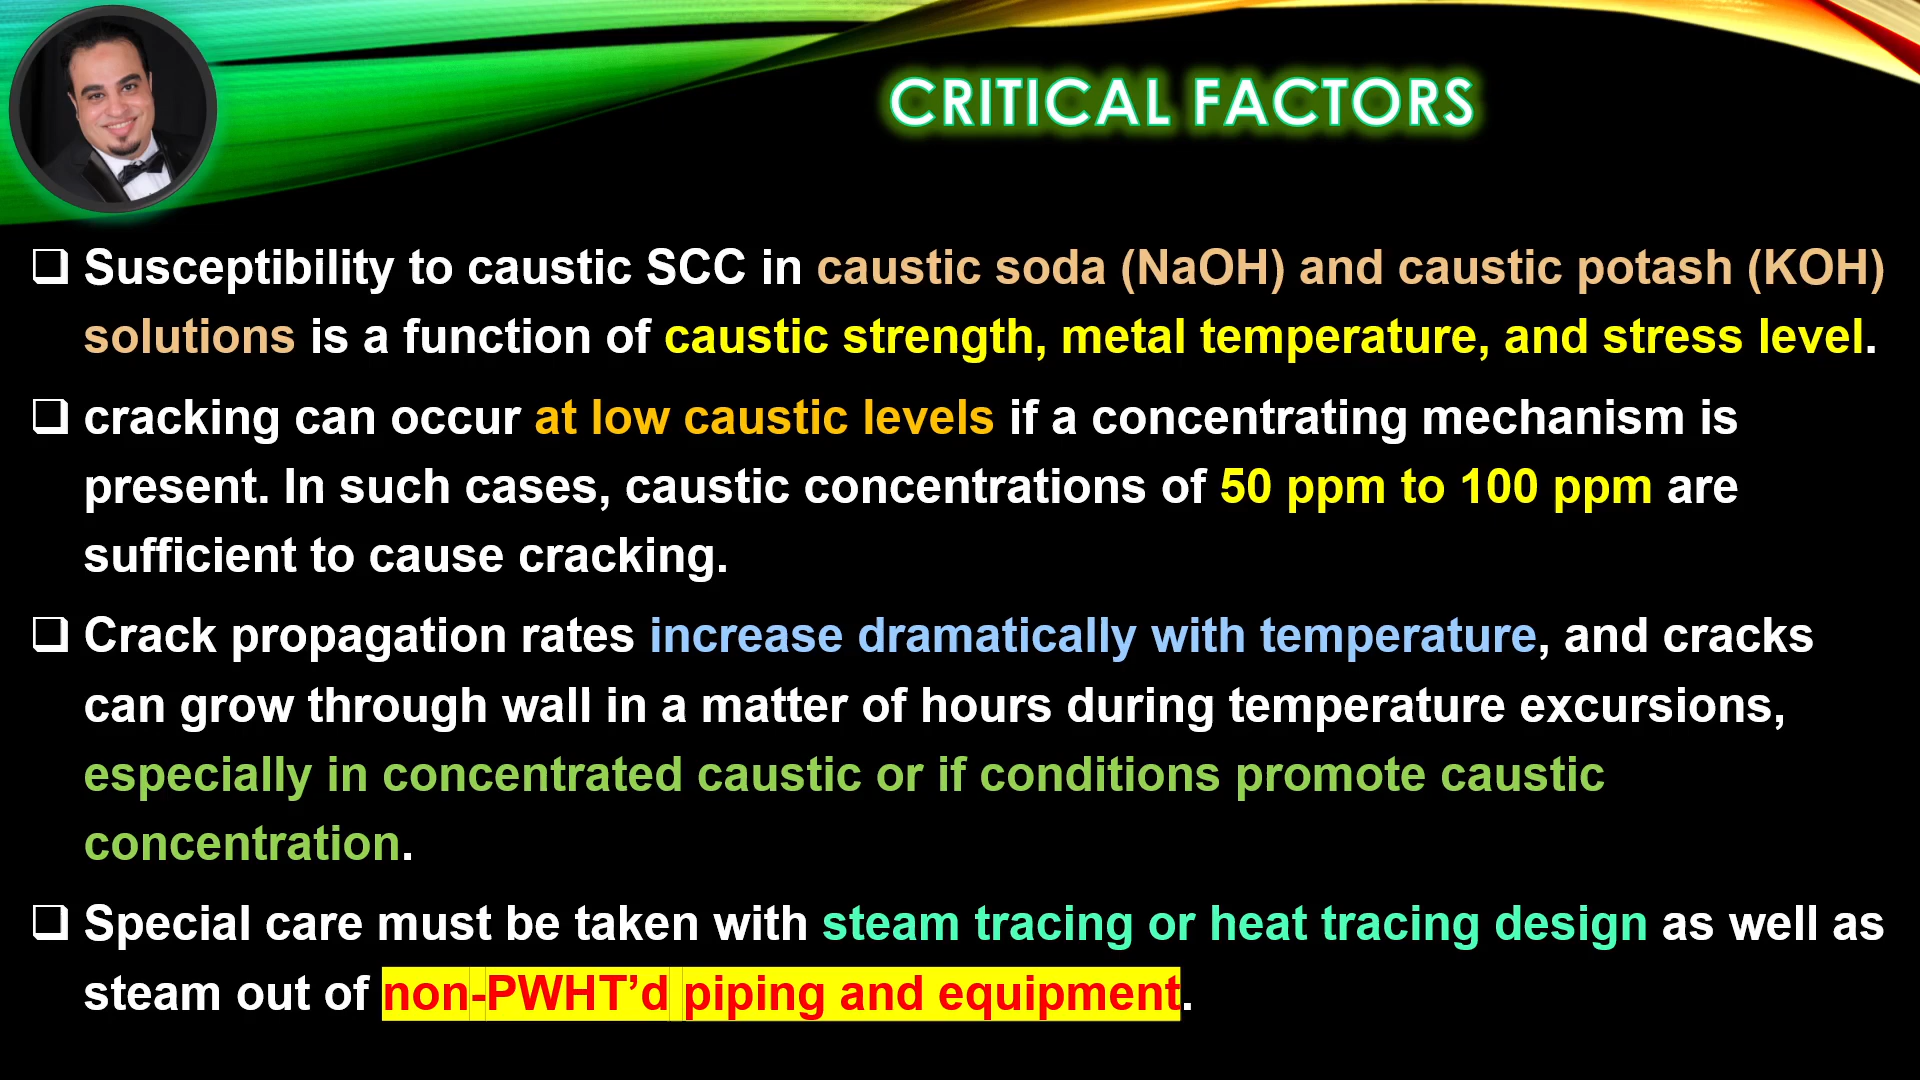 CRITICAL FACTORS
❑ Susceptibility to caustic SCC in caustic soda (NaOH) and caustic potash (KOH)
solutions is a function of caustic strength, metal temperature, and stress level.
❑ cracking can occur at low caustic levels if a concentrating mechanism is
present. In such cases, caustic concentrations of 50 ppm to 100 ppm are
sufficient to cause cracking.
❑ Crack propagation rates increase dramatically with temperature, and cracks
can grow through wall in a matter of hours during temperature excursions,
especially in concentrated caustic or if conditions promote caustic
concentration.
❑ Special care must be taken with steam tracing or heat tracing design as well as
steam out of non-PWHT’d piping and equipment.